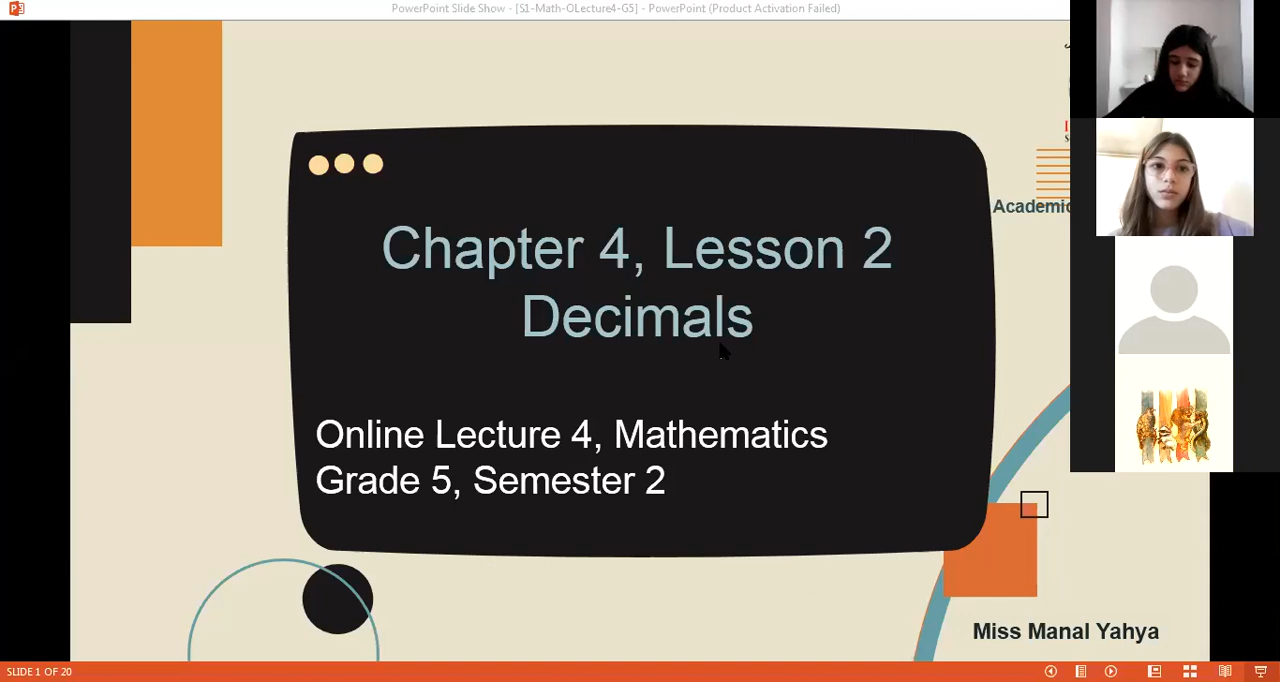 PowerPoint Slide Show - [S1-Math-OLecture4-G5] - PowerPoint (Product Activation Failed)
Academic
Chapter 4, Lesson 2
Decimals
Online Lecture 4, Mathematics
Grade 5, Semester 2
Miss Manal Yahya
SLIDE 1 OF 20